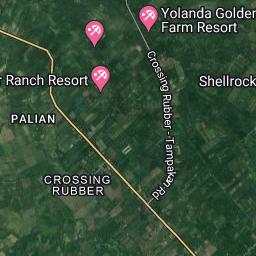 Yolanda Golden
Farm Resort
Ranch Resort
Shellrock
PALIAN
Crossing Rubber - Tampakan Rd
CROSSING
RUBBER